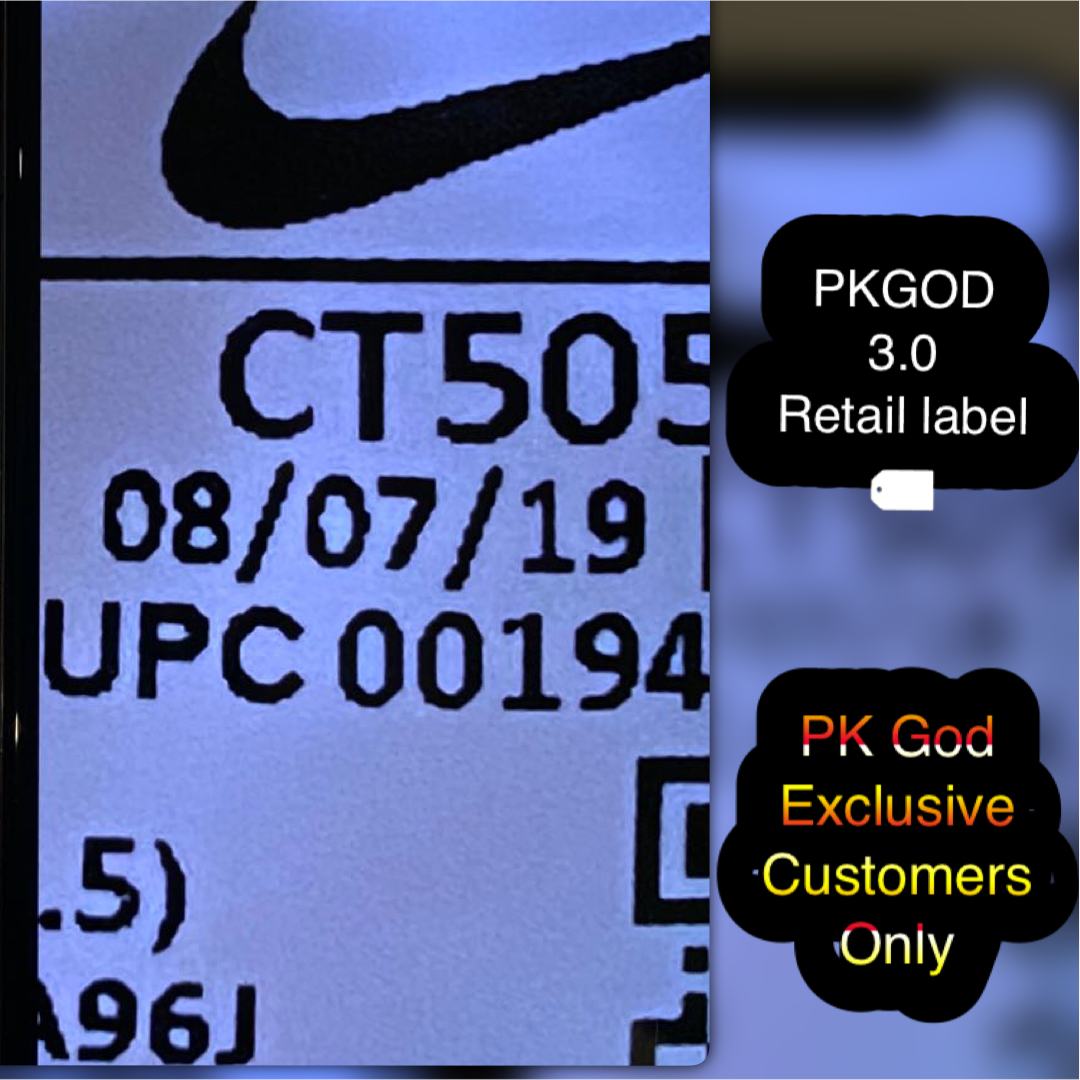 CT505
08/07/19
UPC 00194
.5)
A96J
PKGOD
3.0
Retail label
PK God
Exclusive
Customers
Only